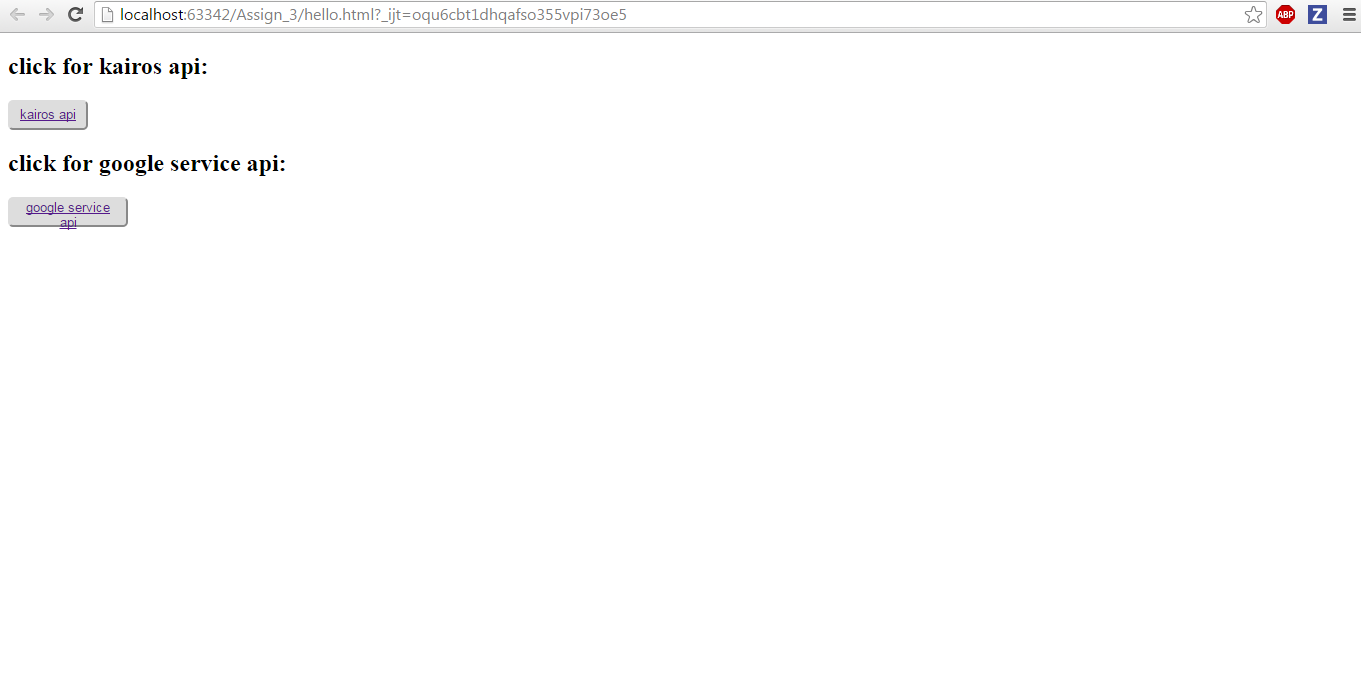 localhost:63342/Assign_3/hello.html?_ijt=oqu6cbt1dhqafso355vpi73oe5
ABP
Z
click for kairos api:
kairos api
click for google service api:
google service
api